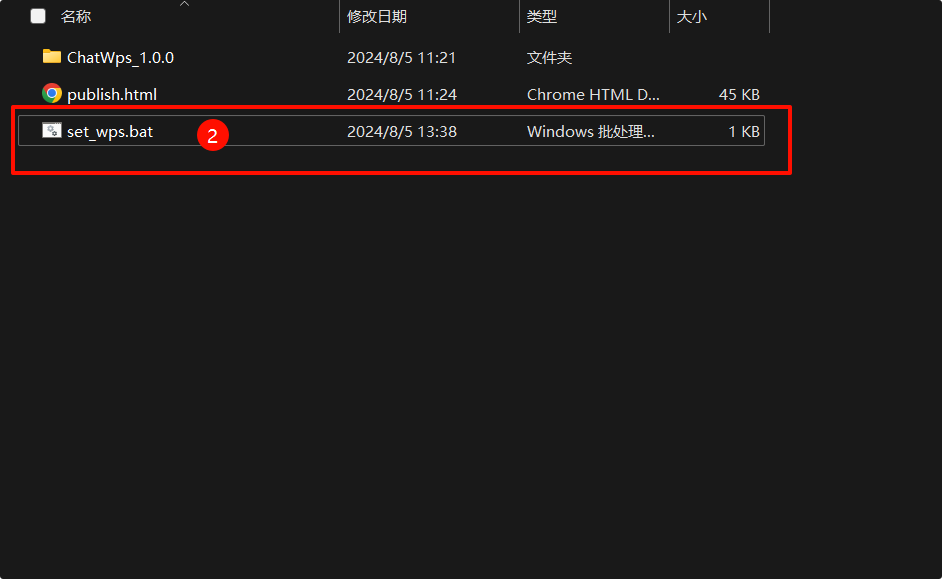 名称 修改日期 类型 大小
ChatWps_1.0.0 2024/8/5 11:21 文件夹
publish.html 2024/8/5 11:24 Chrome HTML D... 45 KB
set_wps.bat 2 2024/8/5 13:38 Windows 批处理... 1 KB